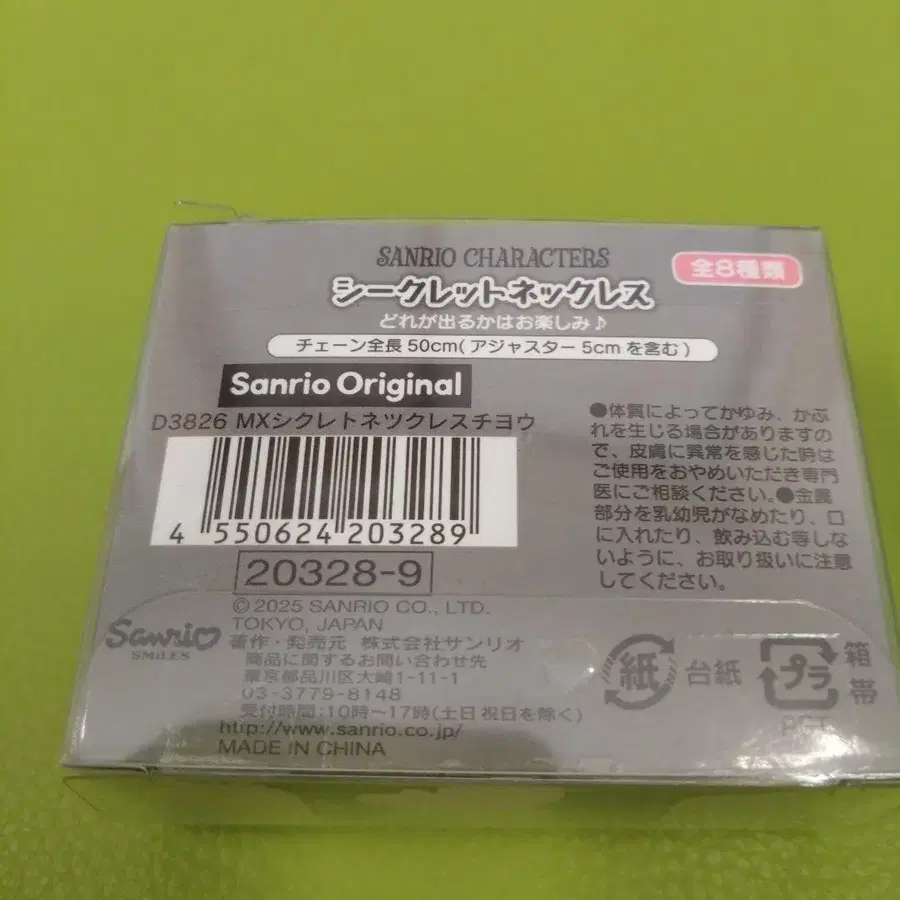 SANRIO CHARACTERS
全8種類
シークレットネックレス
どれが出るかはお楽しみ♪
チェーン全長 50cm(アジャスター 5cm を含む)
Sanrio Original
D3826 MXシクレトネツクレスチヨウ
4 550624 203289
20328-9
●体質によってかゆみ、かぶ
れを生じる場合がありますの
で、皮膚に異常を感じた時は
ご使用をおやめいただき専門
医にご相談ください。●金属
部分を乳幼児がなめたり、口
に入れたり、飲み込む等しな
いように、お取り扱いに注意
してください。
© 2025 SANRIO CO., LTD.
TOKYO, JAPAN
Sanrio
SMILES
著作・発売元 株式会社サンリオ
商品に関するお問い合わせ先
東京都品川区大崎1-11-1
03-3779-8148
受付時間:10時~17時(土日祝日を除く)
http://www.sanrio.co.jp/
MADE IN CHINA
紙
台紙
プラ
箱
帯
PET